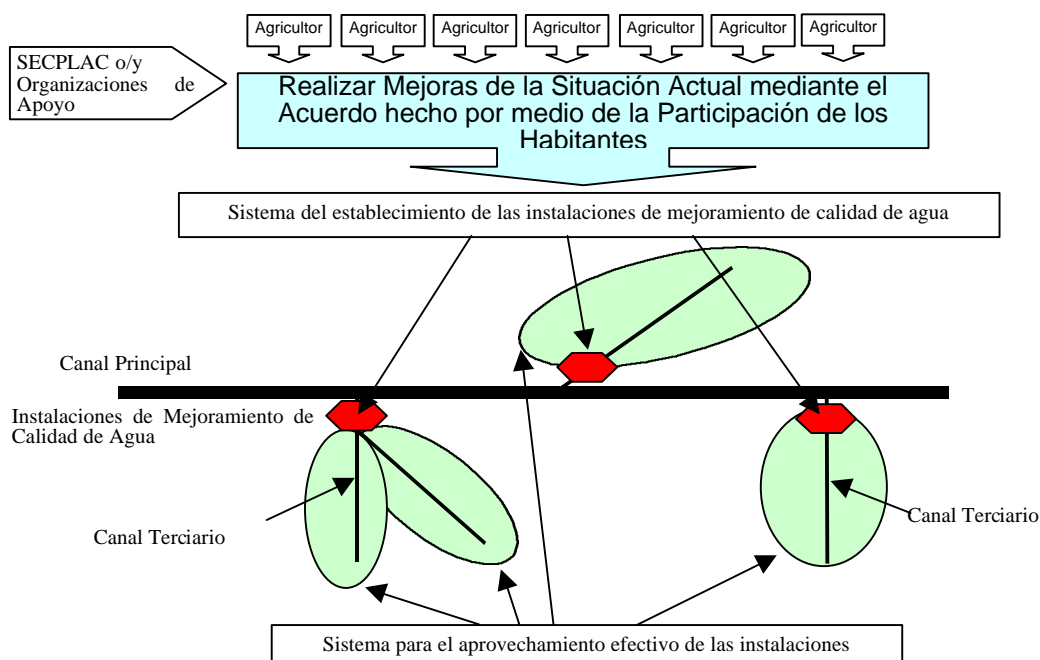 Agricultor Agricultor Agricultor Agricultor Agricultor Agricultor Agricultor
SECPLAC o/y
Organizaciones de
Apoyo
Realizar Mejoras de la Situación Actual mediante el
Acuerdo hecho por medio de la Participación de los
Habitantes
Sistema del establecimiento de las instalaciones de mejoramiento de calidad de agua
Canal Principal
Instalaciones de Mejoramiento de
Calidad de Agua
Canal Terciario
Canal Terciario
Sistema para el aprovechamiento efectivo de las instalaciones